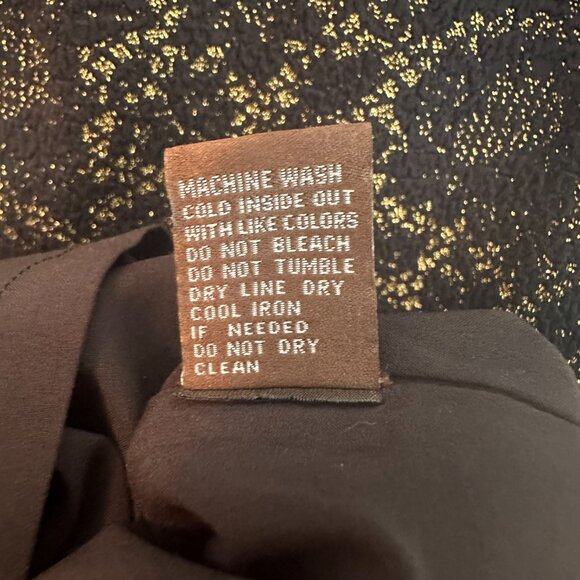 MACHINE WASH
COLD INSIDE OUT
WITH LIKE COLORS
DO NOT BLEACH
DO NOT TUMBLE
DRY LINE DRY
COOL IRON
IF NEEDED
DO NOT DRY
CLEAN